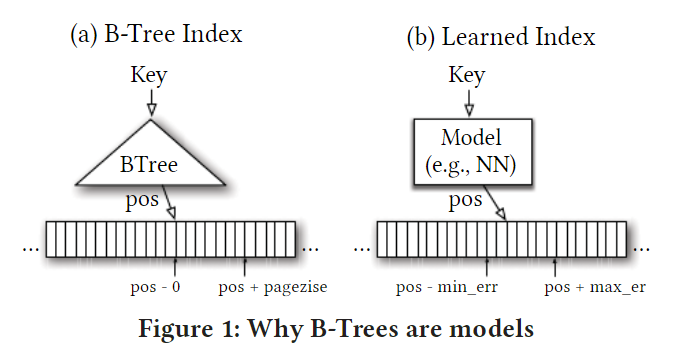 (a) B-Tree Index
Key
BTree
pos
... ...
pos - 0 pos + pagezise
(b) Learned Index
Key
Model
(e.g., NN)
pos
... ...
pos - min_err pos + max_er
Figure 1: Why B-Trees are models